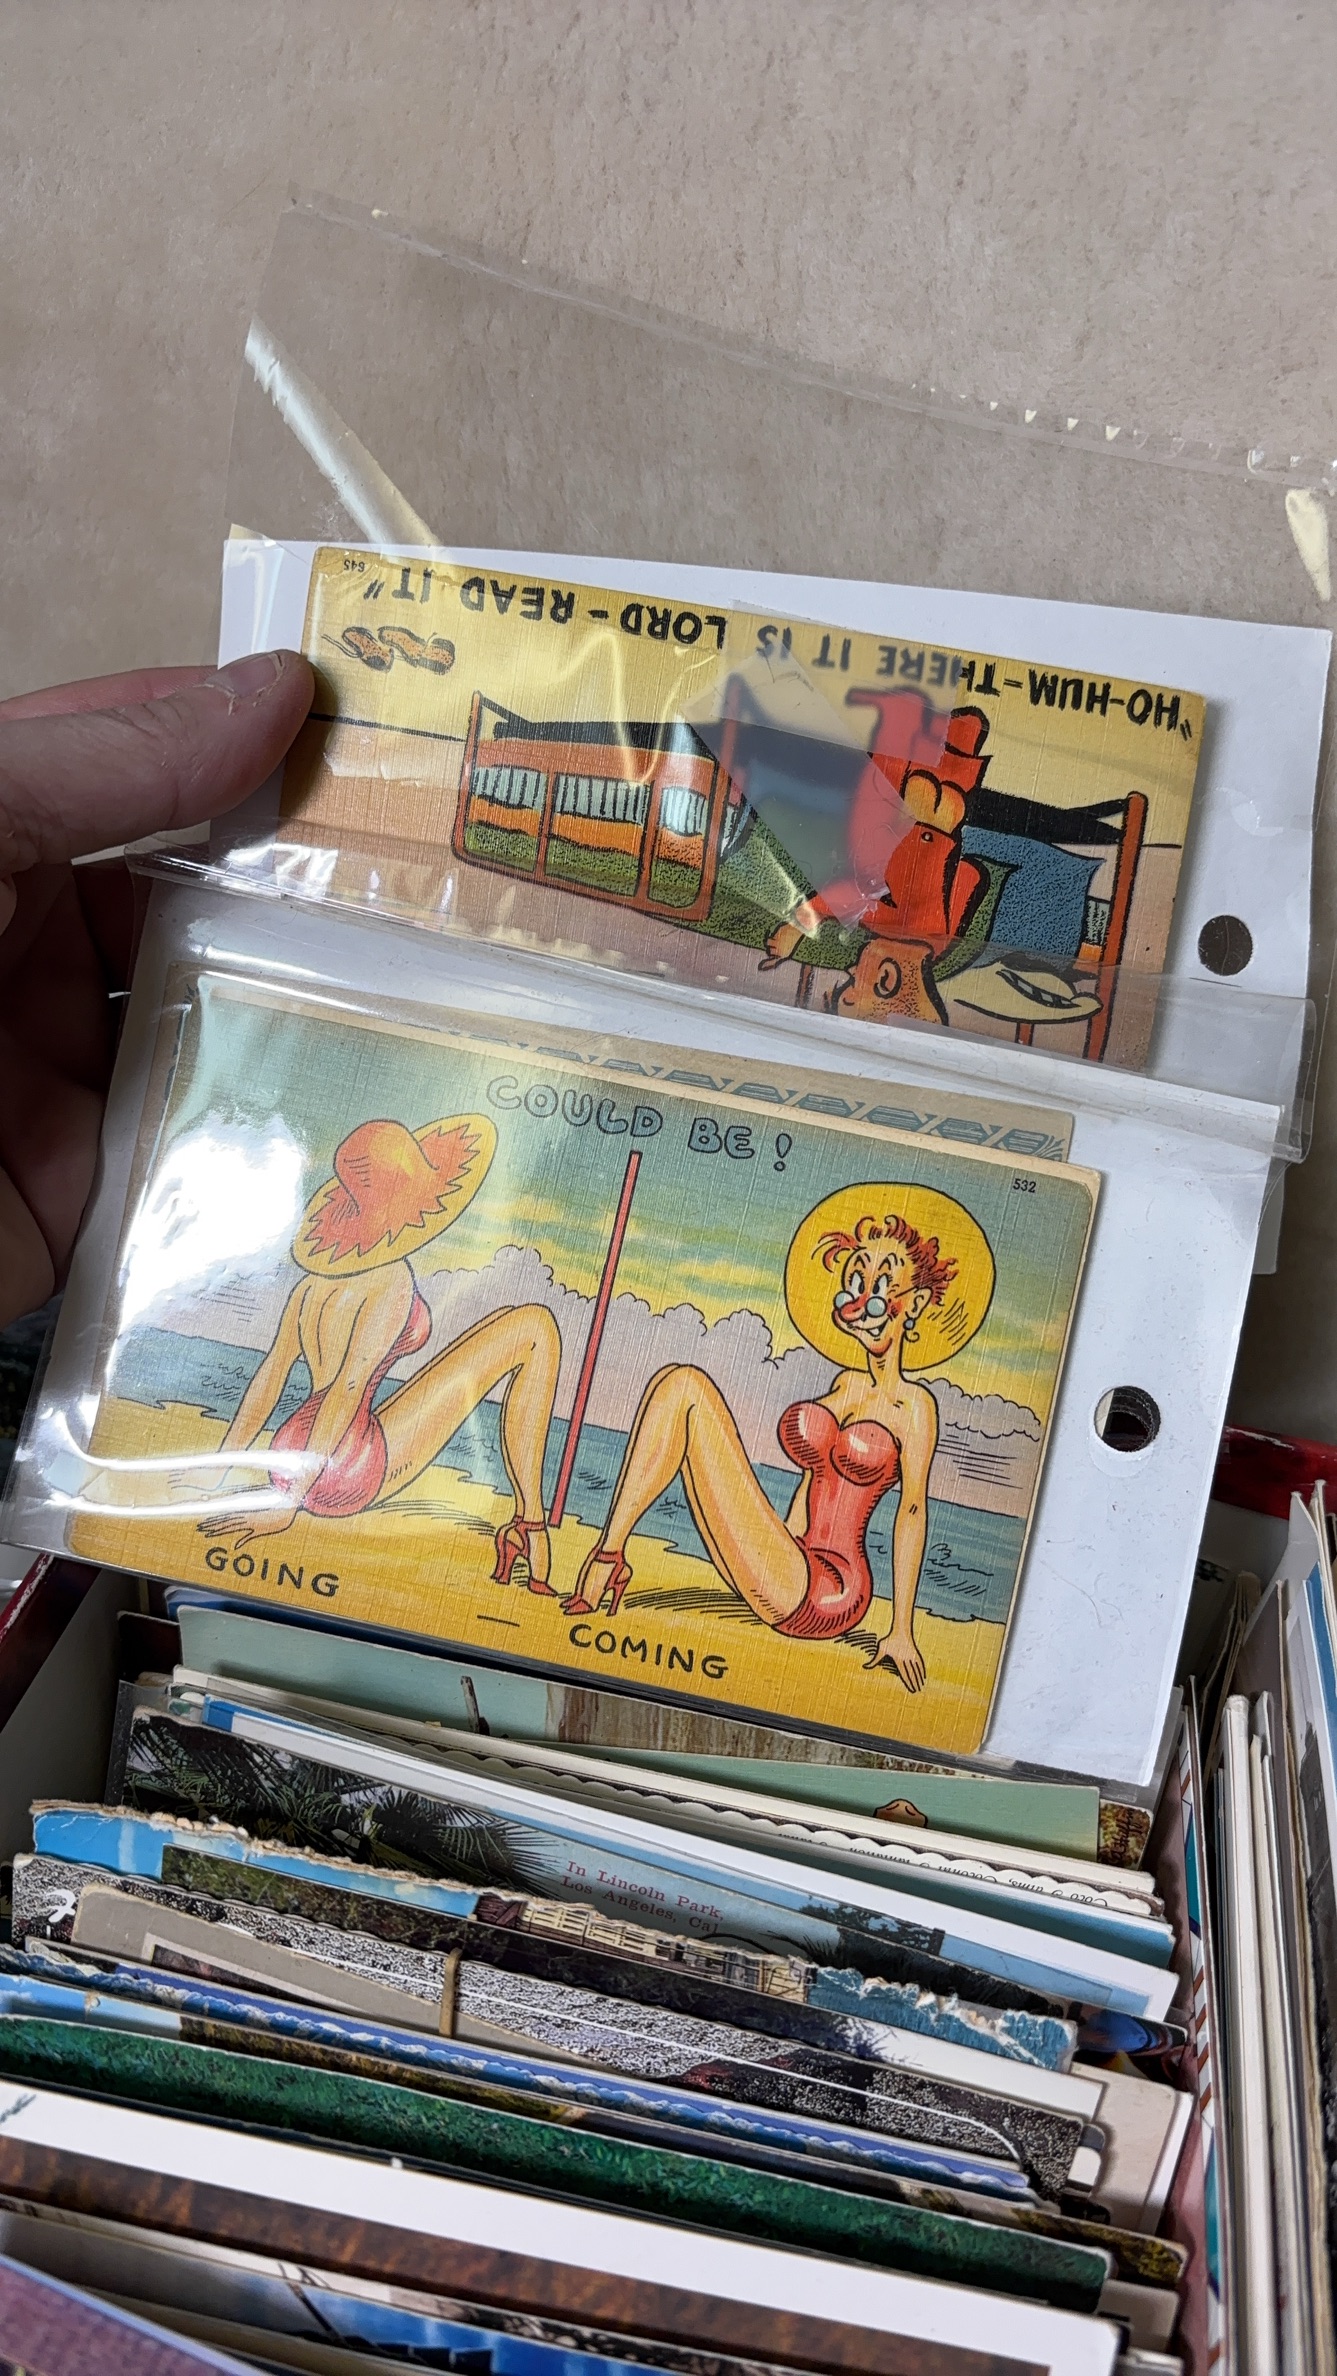 645
"HO-HUM-THERE IT IS LORD-READ IT"
COULD BE!
532
GOING
— COMING
In Lincoln Park,
Los Angeles, Cal